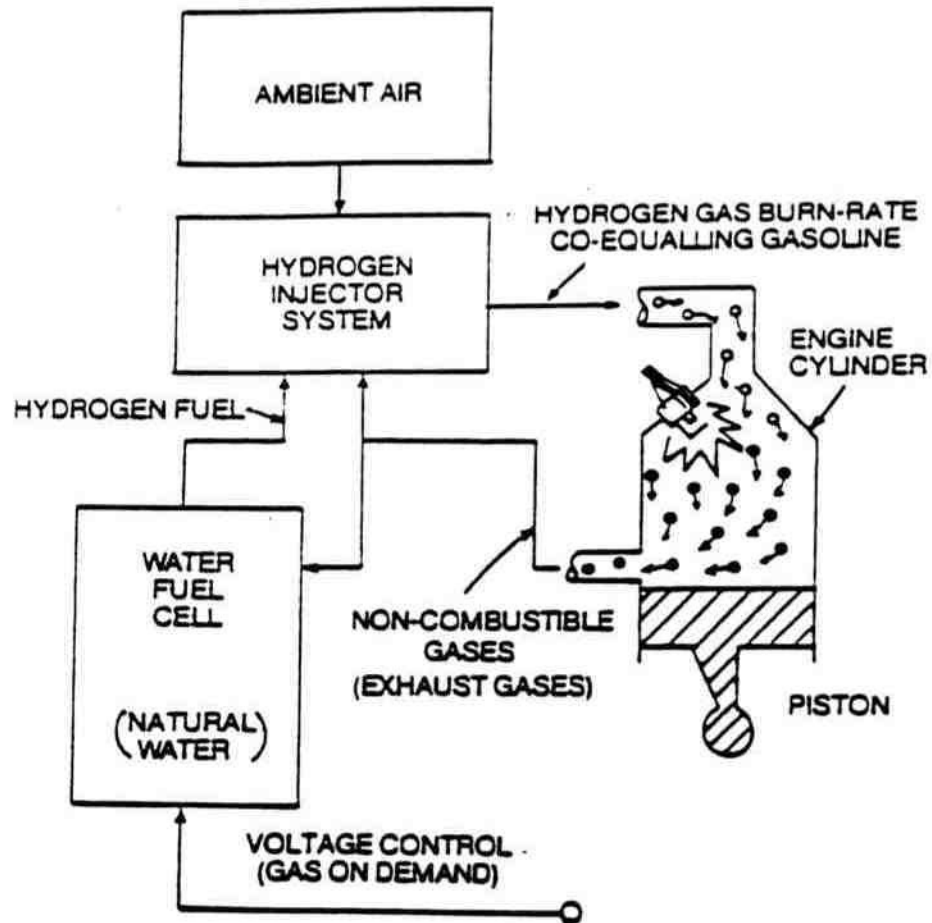 AMBIENT AIR
HYDROGEN GAS BURN-RATE
CO-EQUALLING GASOLINE
HYDROGEN
INJECTOR
SYSTEM
ENGINE
CYLINDER
HYDROGEN FUEL
WATER
FUEL
CELL
(NATURAL
WATER)
NON-COMBUSTIBLE
GASES
(EXHAUST GASES)
PISTON
VOLTAGE CONTROL
(GAS ON DEMAND)